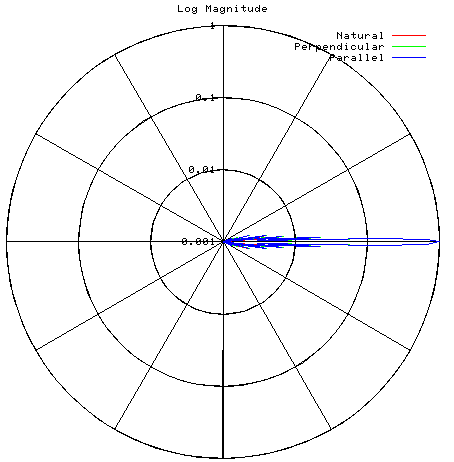 Log Magnitude
1
Natural
Perpendicular
Parallel
0.1
0.01
0.001